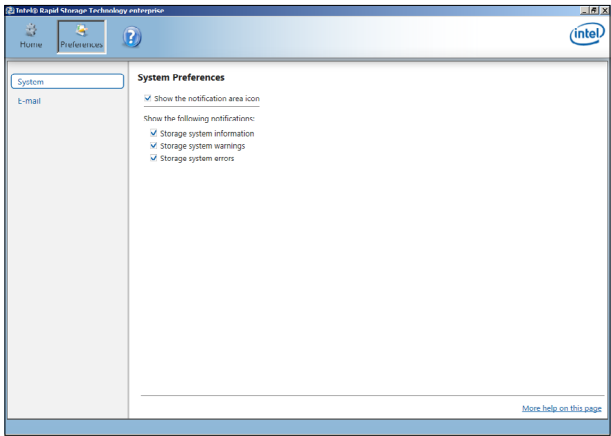 Intel® Rapid Storage Technology enterprise
Home
Preferences
?
intel
System
E-mail
System Preferences
Show the notification area icon
Show the following notifications:
Storage system information
Storage system warnings
Storage system errors
More help on this page